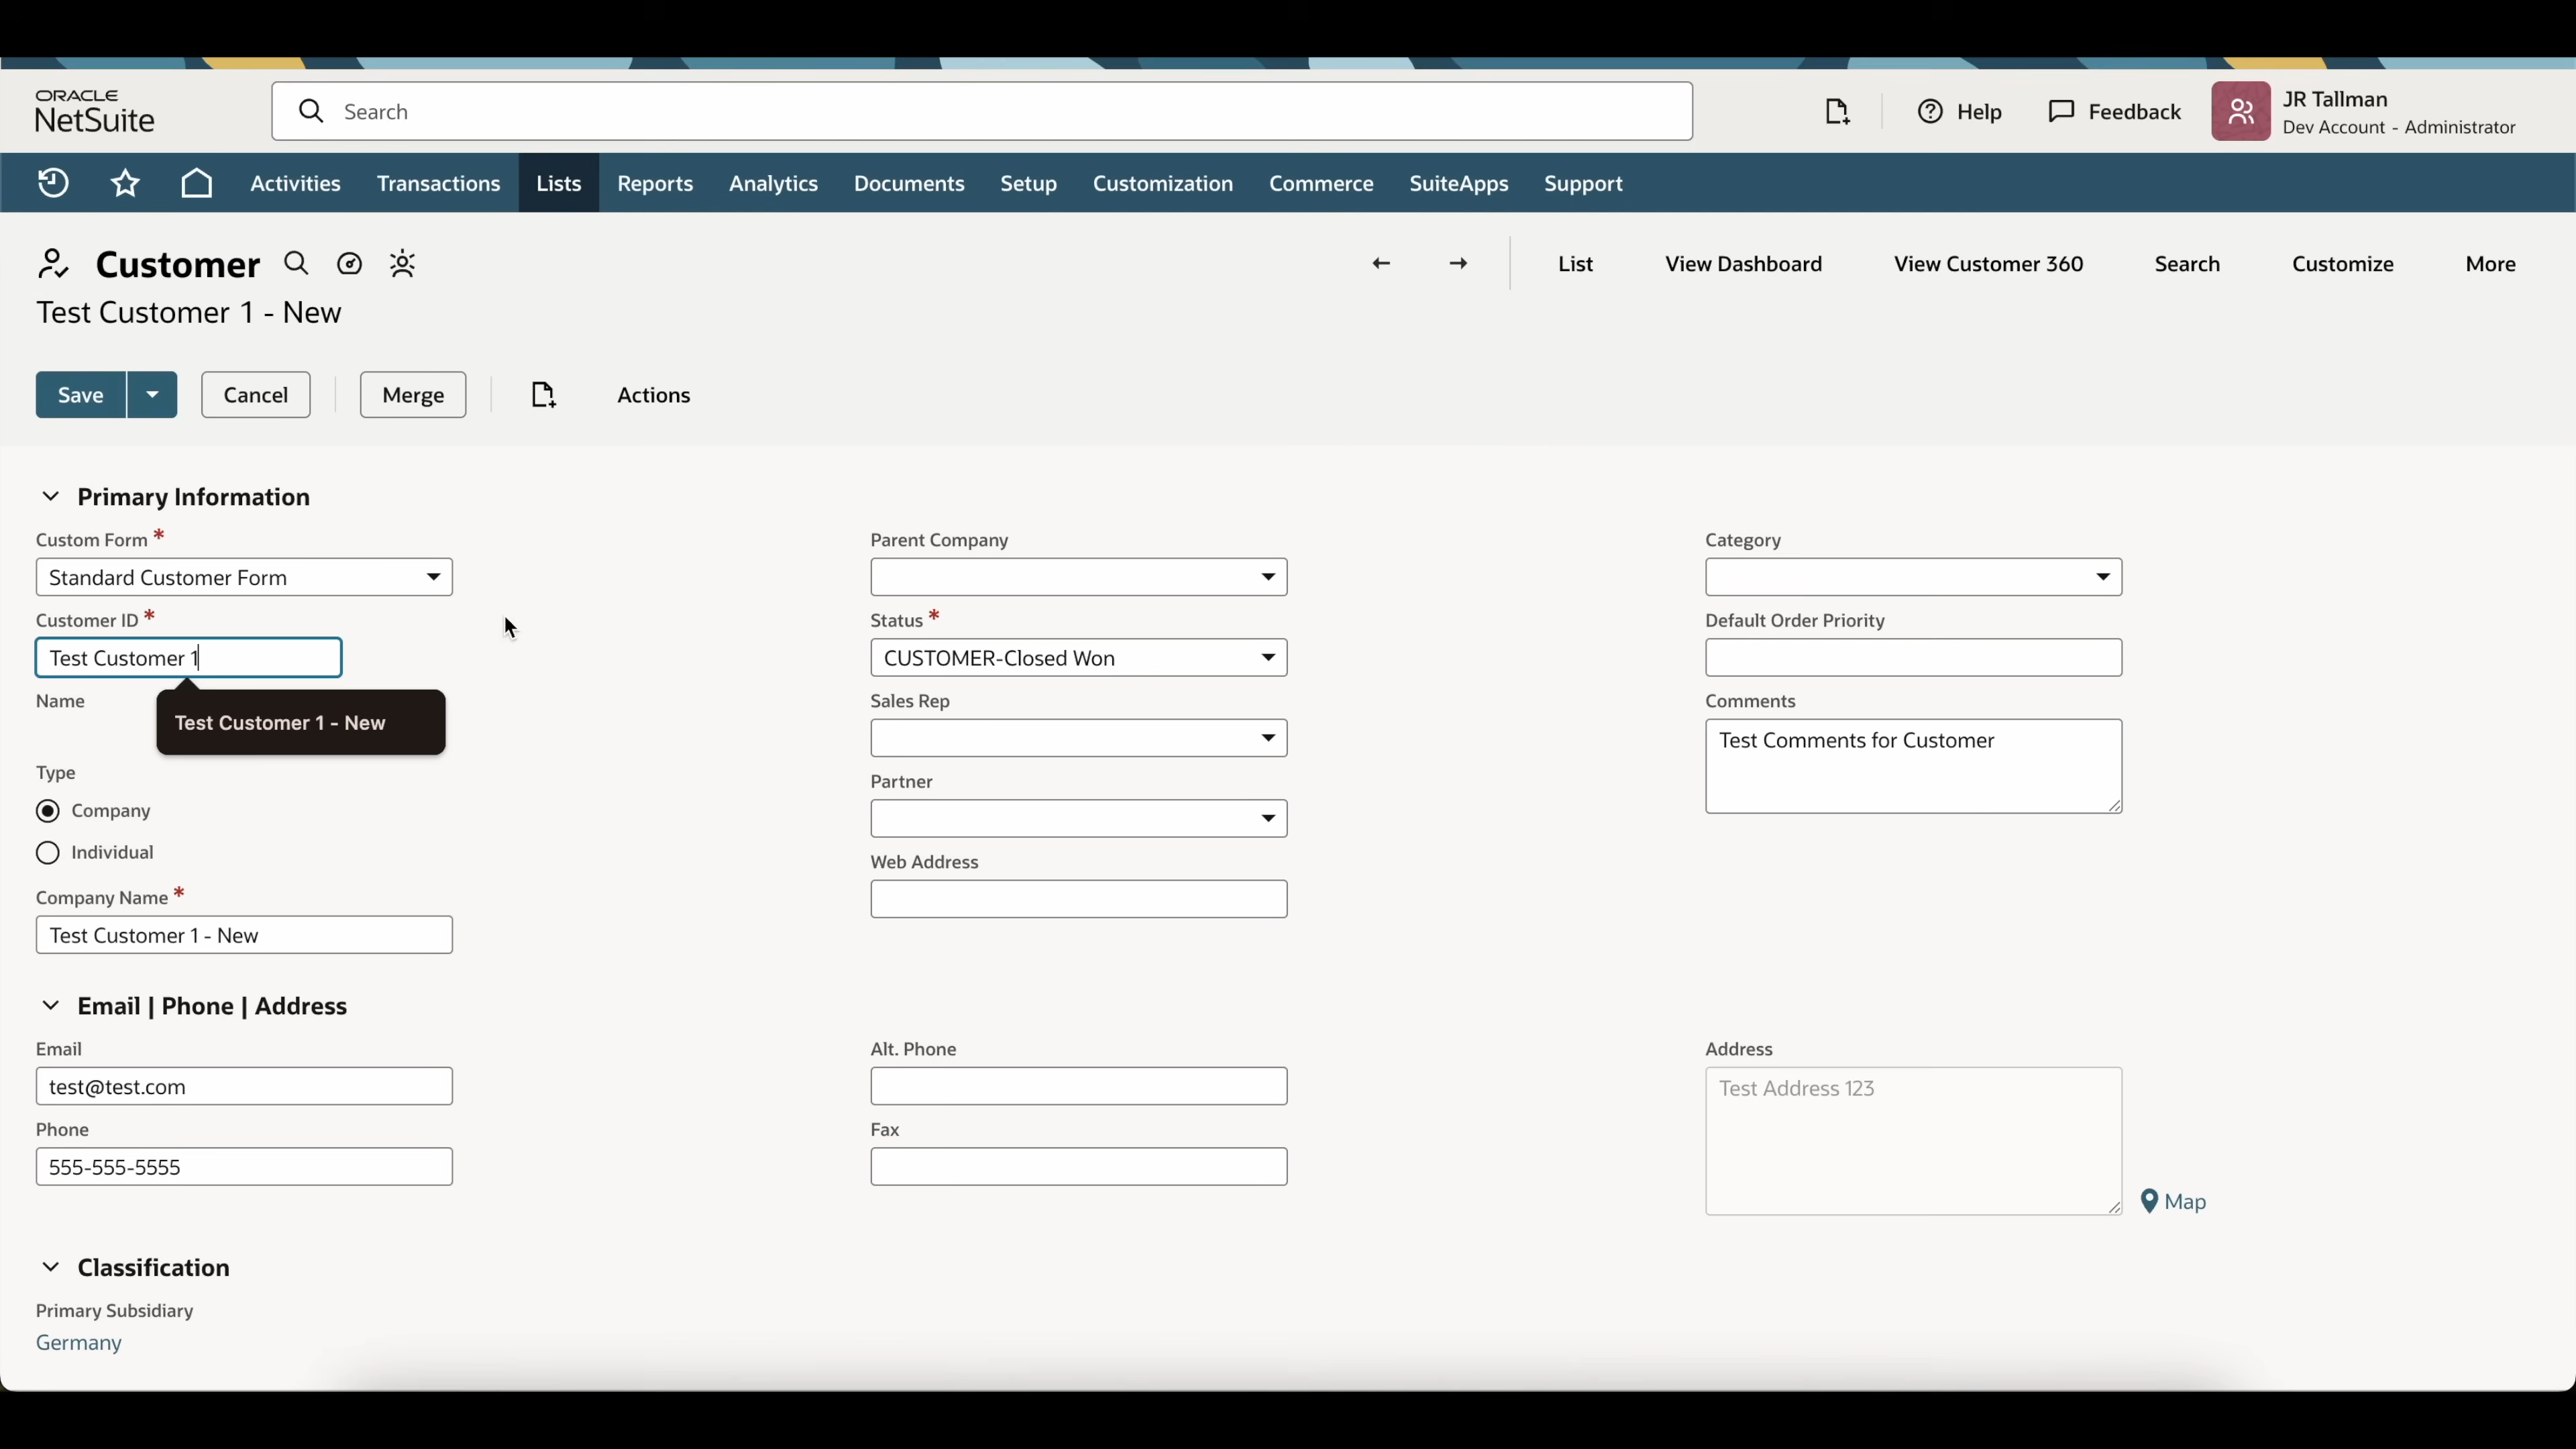 ORACLE
NetSuite
Search
Help
Feedback
JR Tallman
Dev Account - Administrator
Activities
Transactions
Lists
Reports
Analytics
Documents
Setup
Customization
Commerce
SuiteApps
Support
Customer
List
View Dashboard
View Customer 360
Search
Customize
More
Test Customer 1 - New
Save
Cancel
Merge
Actions
Primary Information
Custom Form *
Standard Customer Form
Customer ID *
Test Customer 1
Name
Test Customer 1 - New
Type
Company
Individual
Company Name *
Test Customer 1 - New
Parent Company
Status *
CUSTOMER-Closed Won
Sales Rep
Partner
Web Address
Category
Default Order Priority
Comments
Test Comments for Customer
Email | Phone | Address
Email
test@test.com
Phone
555-555-5555
Alt. Phone
Fax
Address
Test Address 123
Map
Classification
Primary Subsidiary
Germany